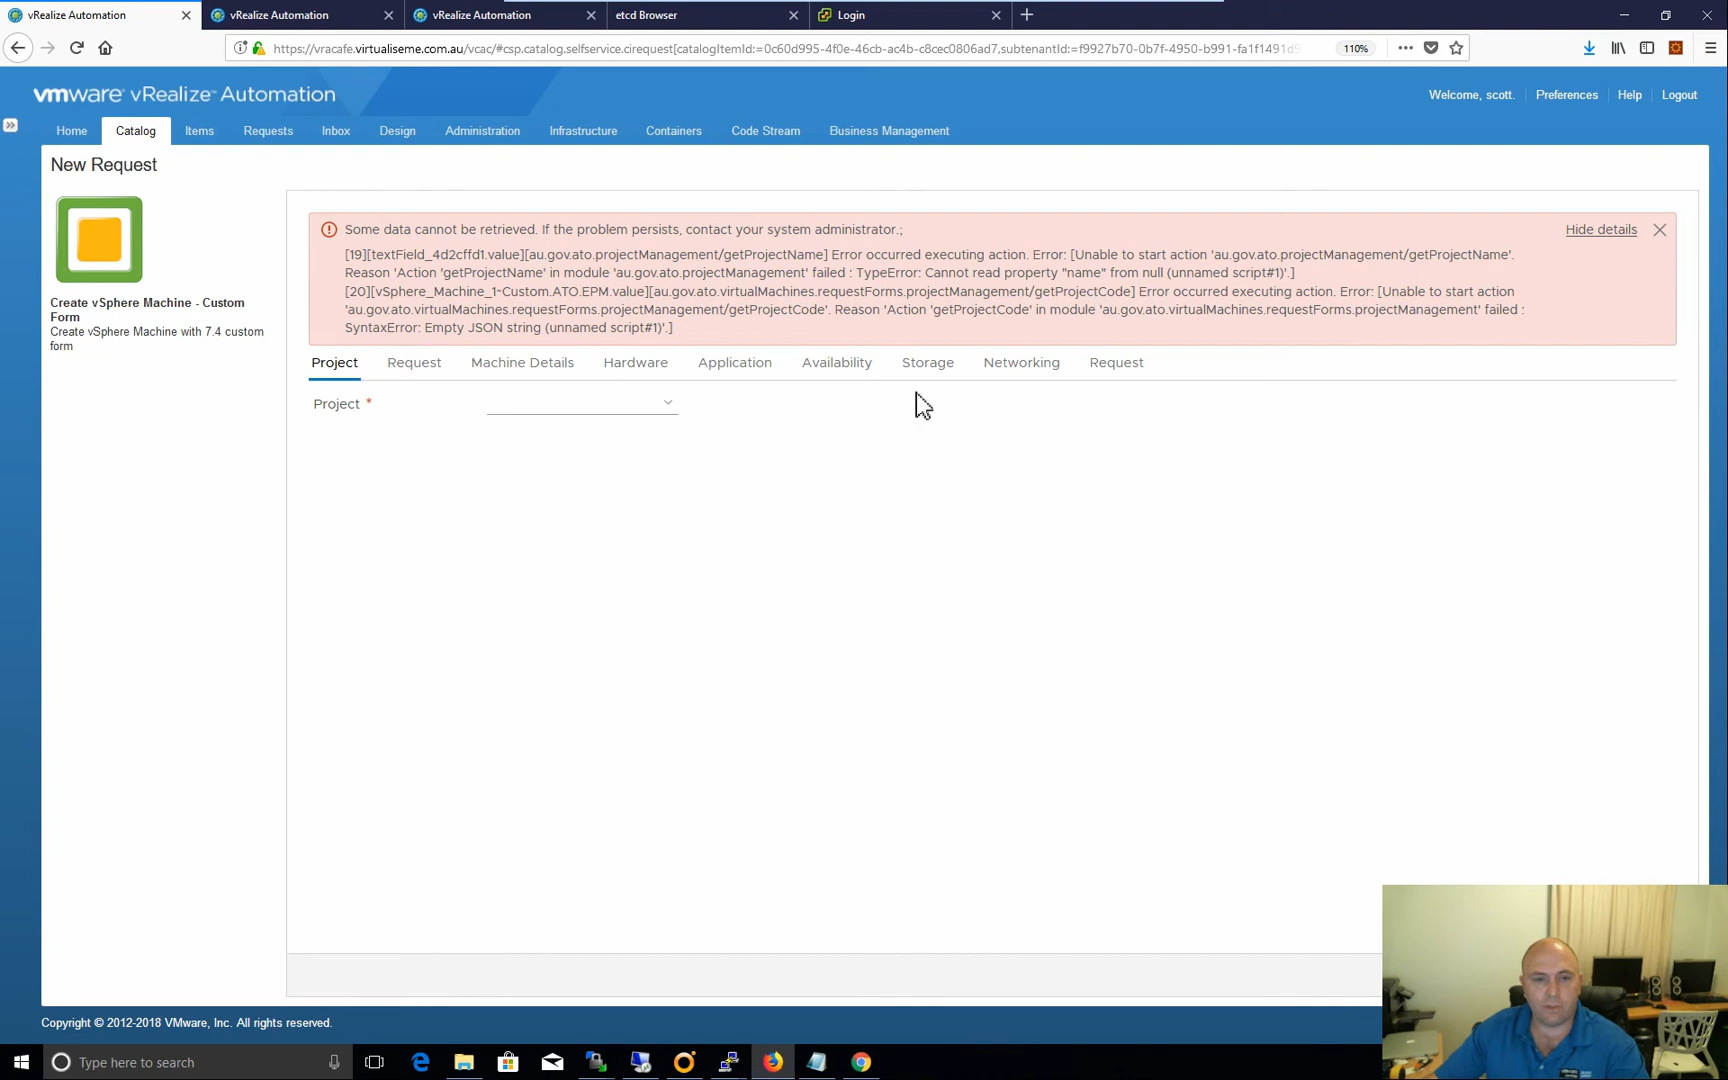 vRealize Automation
vRealize Automation
vRealize Automation
etcd Browser
Login
https://vracafe.virtualiseme.com.au/vcac/#csp.catalog.selfservice.cirequest[catalogItemId=0c60d995-4f0e-46cb-ac4b-c8cec0806ad7,subtenantId=f9927b70-0b7f-4950-b991-fa1f1491d9
110%
vmware vRealize™ Automation
Welcome, scott.
Preferences
Help
Logout
Home
Catalog
Items
Requests
Inbox
Design
Administration
Infrastructure
Containers
Code Stream
Business Management
New Request
Create vSphere Machine - Custom
Form
Create vSphere Machine with 7.4 custom
form
Some data cannot be retrieved. If the problem persists, contact your system administrator.;
Hide details
[19][textField_4d2cffd1.value][au.gov.ato.projectManagement/getProjectName] Error occurred executing action. Error: [Unable to start action 'au.gov.ato.projectManagement/getProjectName'.
Reason 'Action 'getProjectName' in module 'au.gov.ato.projectManagement' failed : TypeError: Cannot read property "name" from null (unnamed script#1)'.]
[20][vSphere_Machine_1~Custom.ATO.EPM.value][au.gov.ato.virtualMachines.requestForms.projectManagement/getProjectCode] Error occurred executing action. Error: [Unable to start action
'au.gov.ato.virtualMachines.requestForms.projectManagement/getProjectCode'. Reason 'Action 'getProjectCode' in module 'au.gov.ato.virtualMachines.requestForms.projectManagement' failed :
SyntaxError: Empty JSON string (unnamed script#1)'.]
Project
Request
Machine Details
Hardware
Application
Availability
Storage
Networking
Request
Project *
Copyright © 2012-2018 VMware, Inc. All rights reserved.
Type here to search